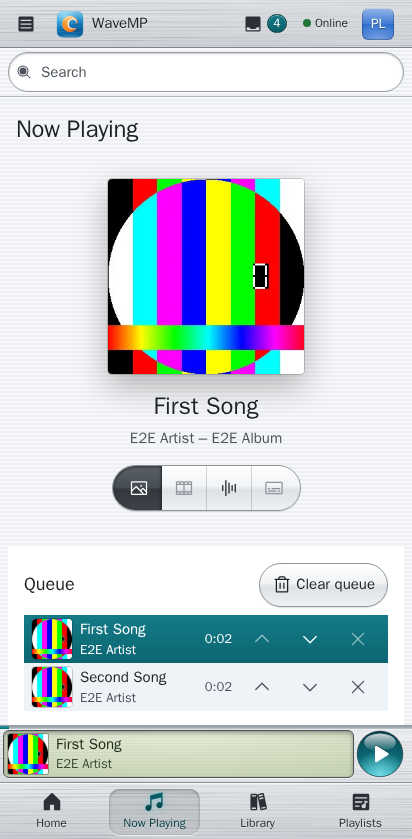 WaveMP
4
Online
PL
Search
Now Playing
First Song
E2E Artist – E2E Album
Queue
Clear queue
First Song
E2E Artist
0:02
Second Song
E2E Artist
0:02
First Song
E2E Artist
Home
Now Playing
Library
Playlists